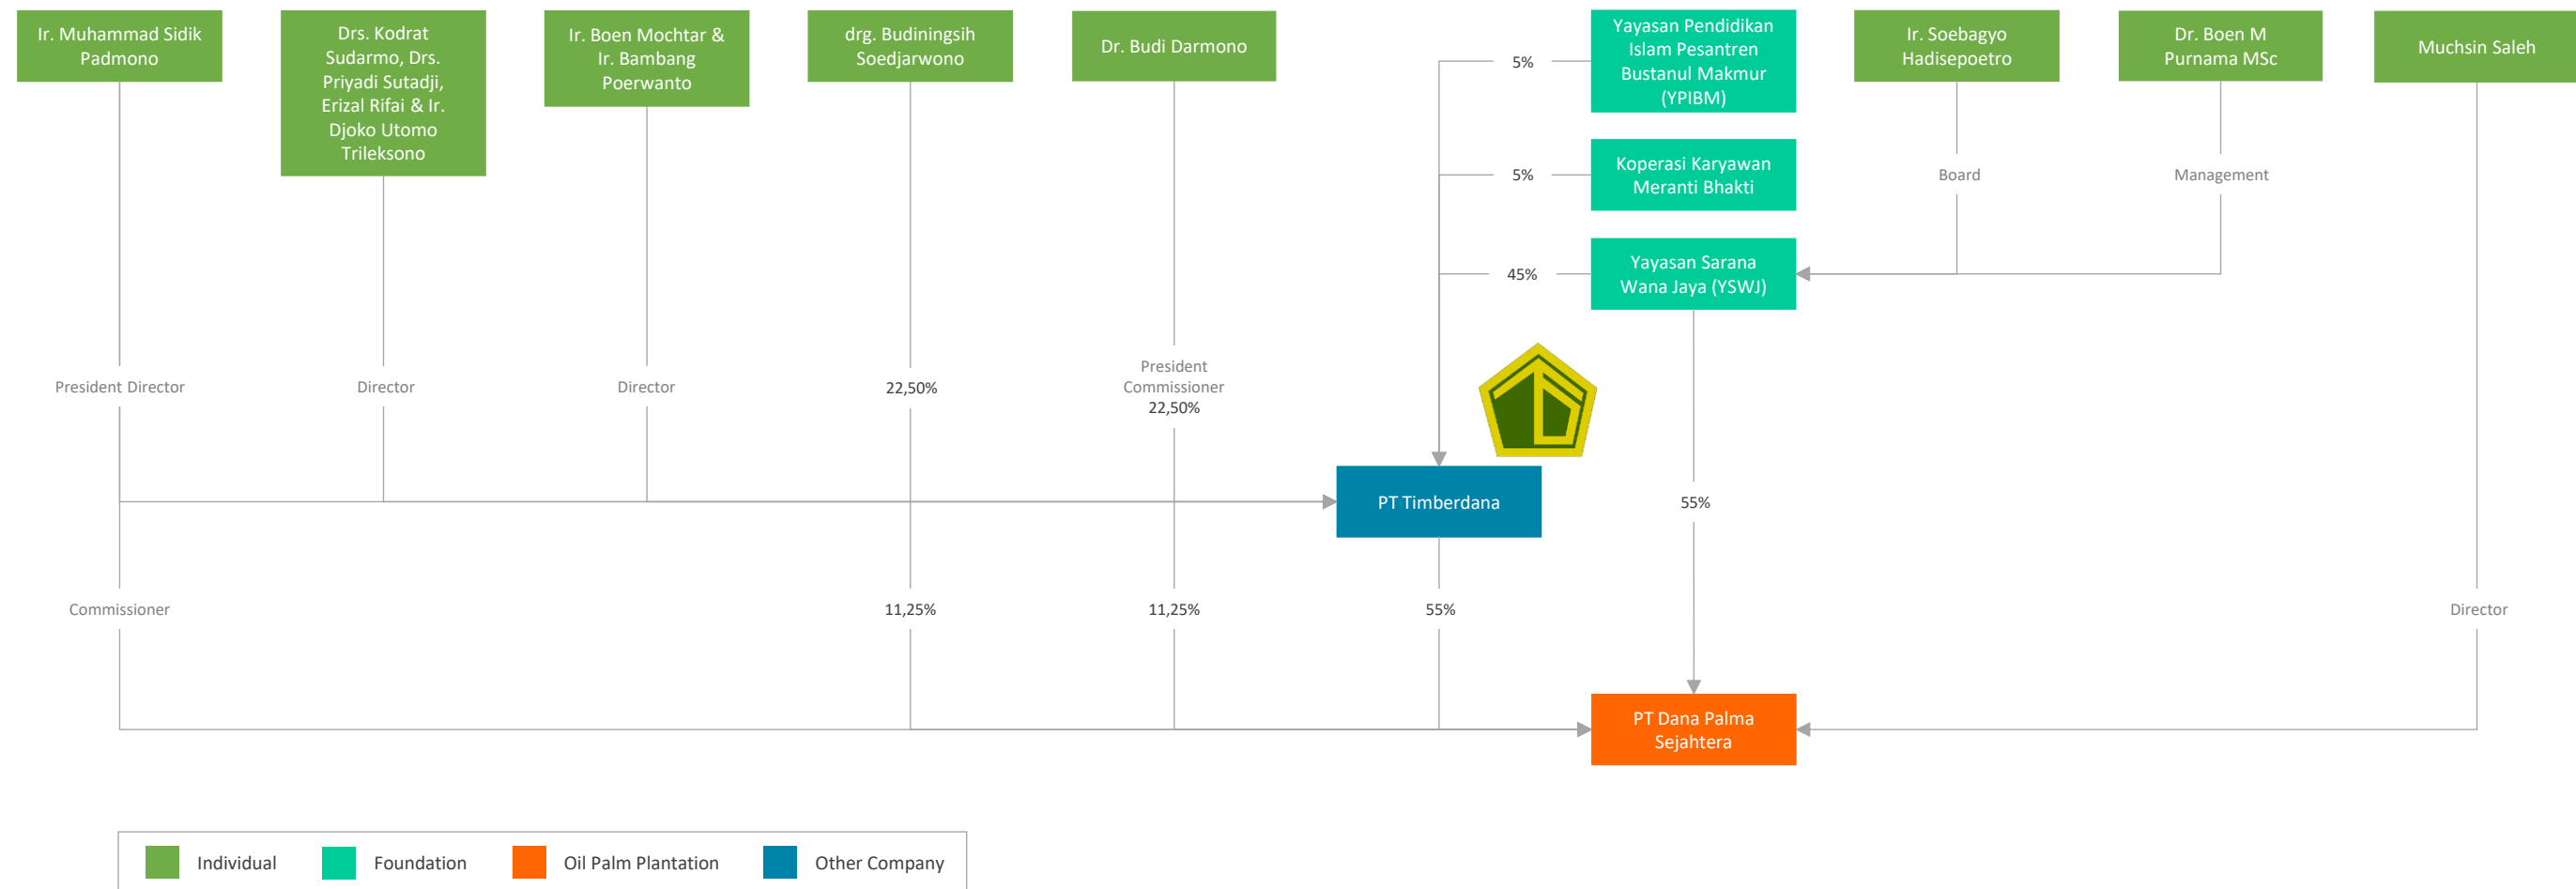 Ir. Muhammad Sidik
Padmono
Drs. Kodrat
Sudarmo, Drs.
Priyadi Sutadji,
Erizal Rifai & Ir.
Djoko Utomo
Trileksono
Ir. Boen Mochtar &
Ir. Bambang
Poerwanto
drg. Budiningsih
Soedjarwono
Dr. Budi Darmono
Yayasan Pendidikan
Islam Pesantren
Bustanul Makmur
(YPIBM)
Ir. Soebagyo
Hadisepoetro
Dr. Boen M
Purnama MSc
Muchsin Saleh
5%
Koperasi Karyawan
Meranti Bhakti
5%
Board
Management
Yayasan Sarana
Wana Jaya (YSWJ)
45%
President Director
Director
Director
22,50%
President
Commissioner
22,50%
PT Timberdana
55%
Commissioner
11,25%
11,25%
55%
Director
PT Dana Palma
Sejahtera
Individual
Foundation
Oil Palm Plantation
Other Company